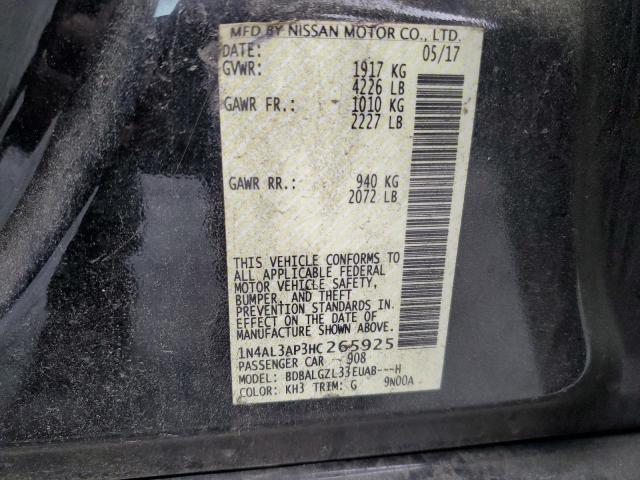 MFD BY NISSAN MOTOR CO., LTD.
DATE: 05/17
GVWR: 1917 KG
4226 LB
GAWR FR.: 1010 KG
2227 LB
GAWR RR.: 940 KG
2072 LB
THIS VEHICLE CONFORMS TO
ALL APPLICABLE FEDERAL
MOTOR VEHICLE SAFETY,
BUMPER, AND THEFT
PREVENTION STANDARDS IN
EFFECT ON THE DATE OF
MANUFACTURE SHOWN ABOVE.
1N4AL3AP3HC265925
PASSENGER CAR 908
MODEL: BDBALGZL33EUAB---H
COLOR: KH3 TRIM: G 9N00A